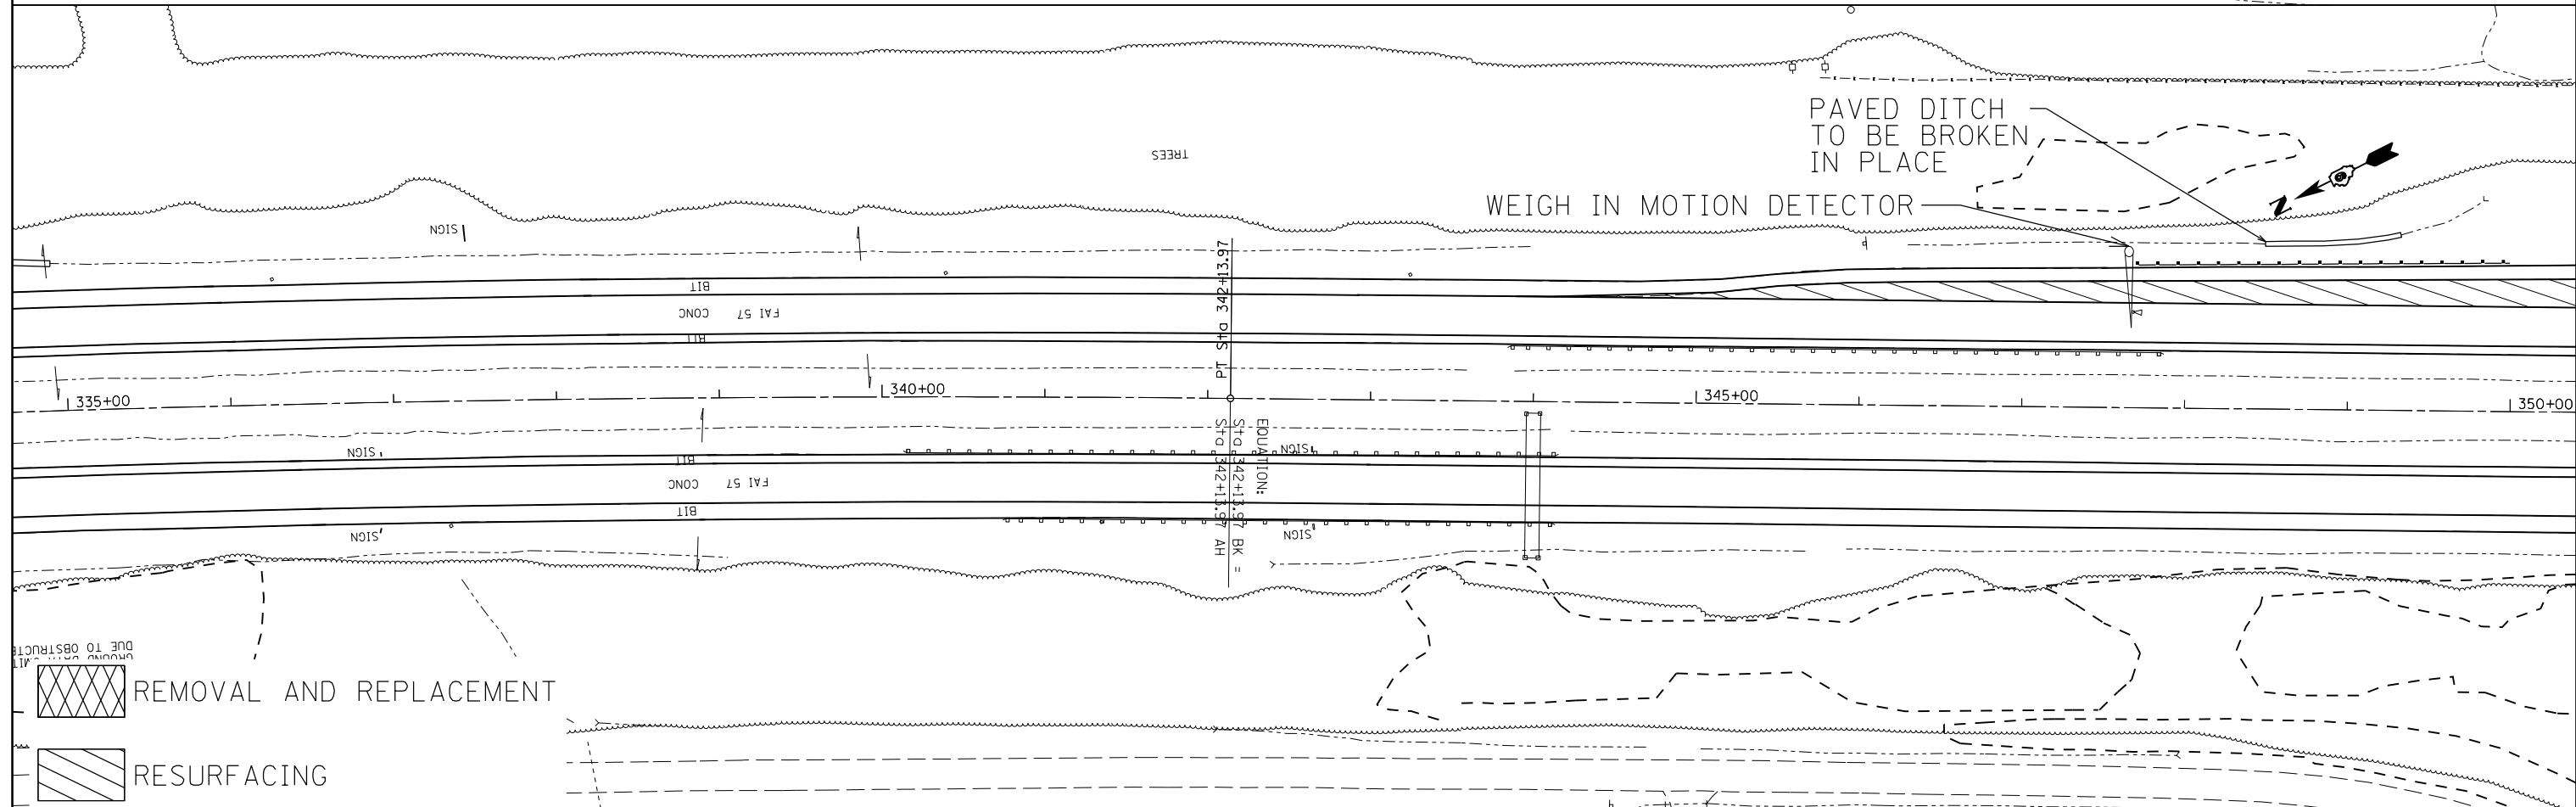 TREES
PAVED DITCH
TO BE BROKEN
IN PLACE
WEIGH IN MOTION DETECTOR
N
SIGN
PT Sta 342+13.97
BIT
CONC FAI 57
BIT
335+00
340+00
345+00
350+00
EQUATION:
Sta 342+13.97 BK =
Sta 342+13.97 AH
SIGN
SIGN
BIT
CONC FAI 57
BIT
SIGN
SIGN
DUE TO
REMOVAL AND REPLACEMENT
RESURFACING